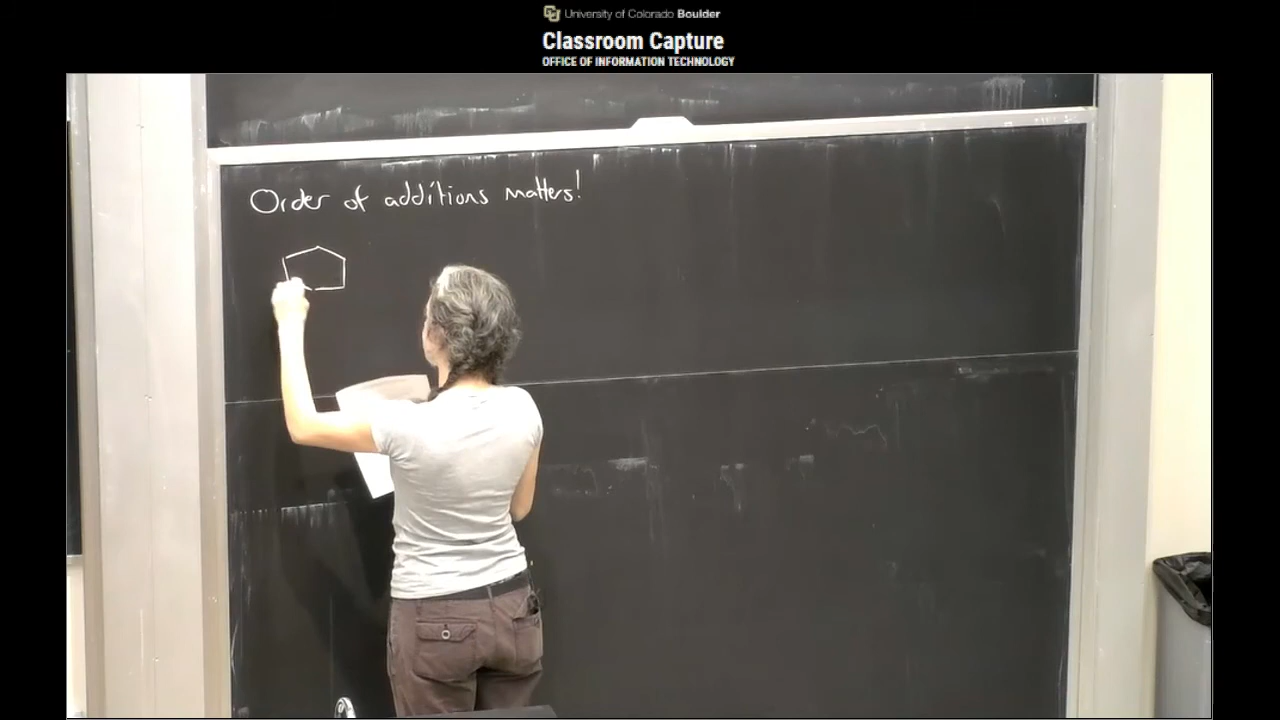 University of Colorado Boulder
Classroom Capture
OFFICE OF INFORMATION TECHNOLOGY
Order of additions matters!